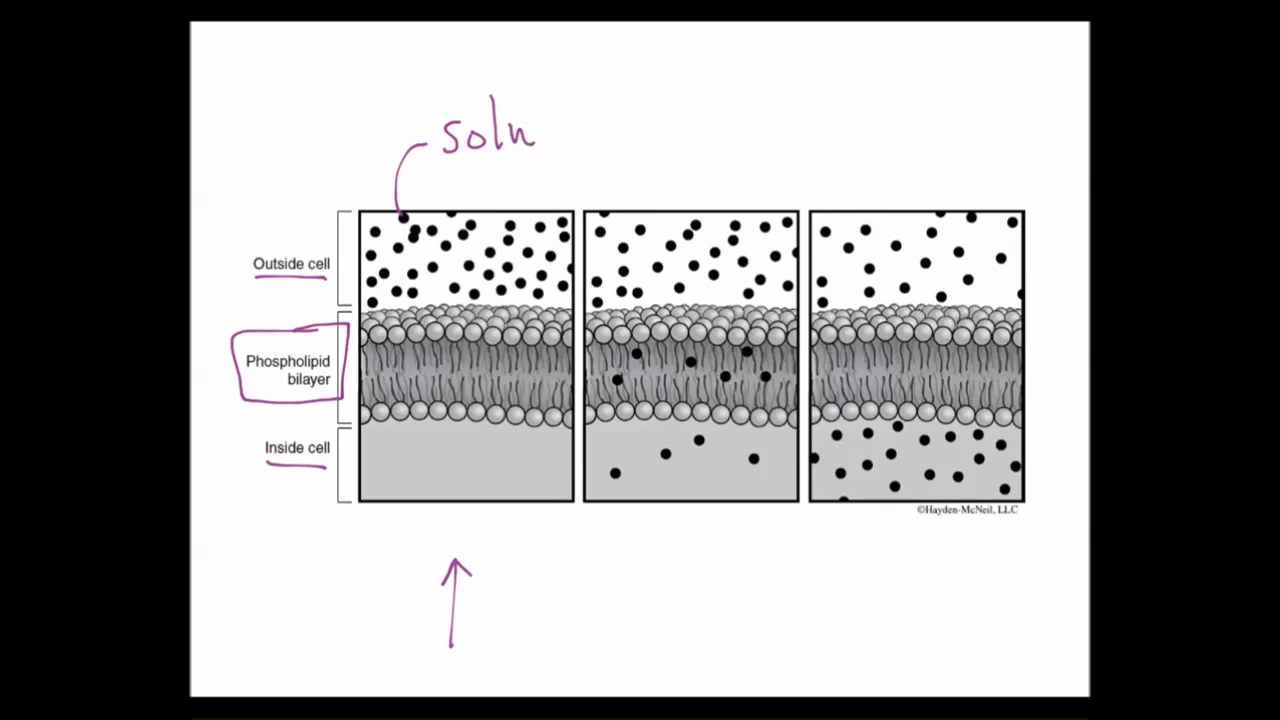 soln
Outside cell
Phospholipid
bilayer
Inside cell
©Hayden-McNeil, LLC